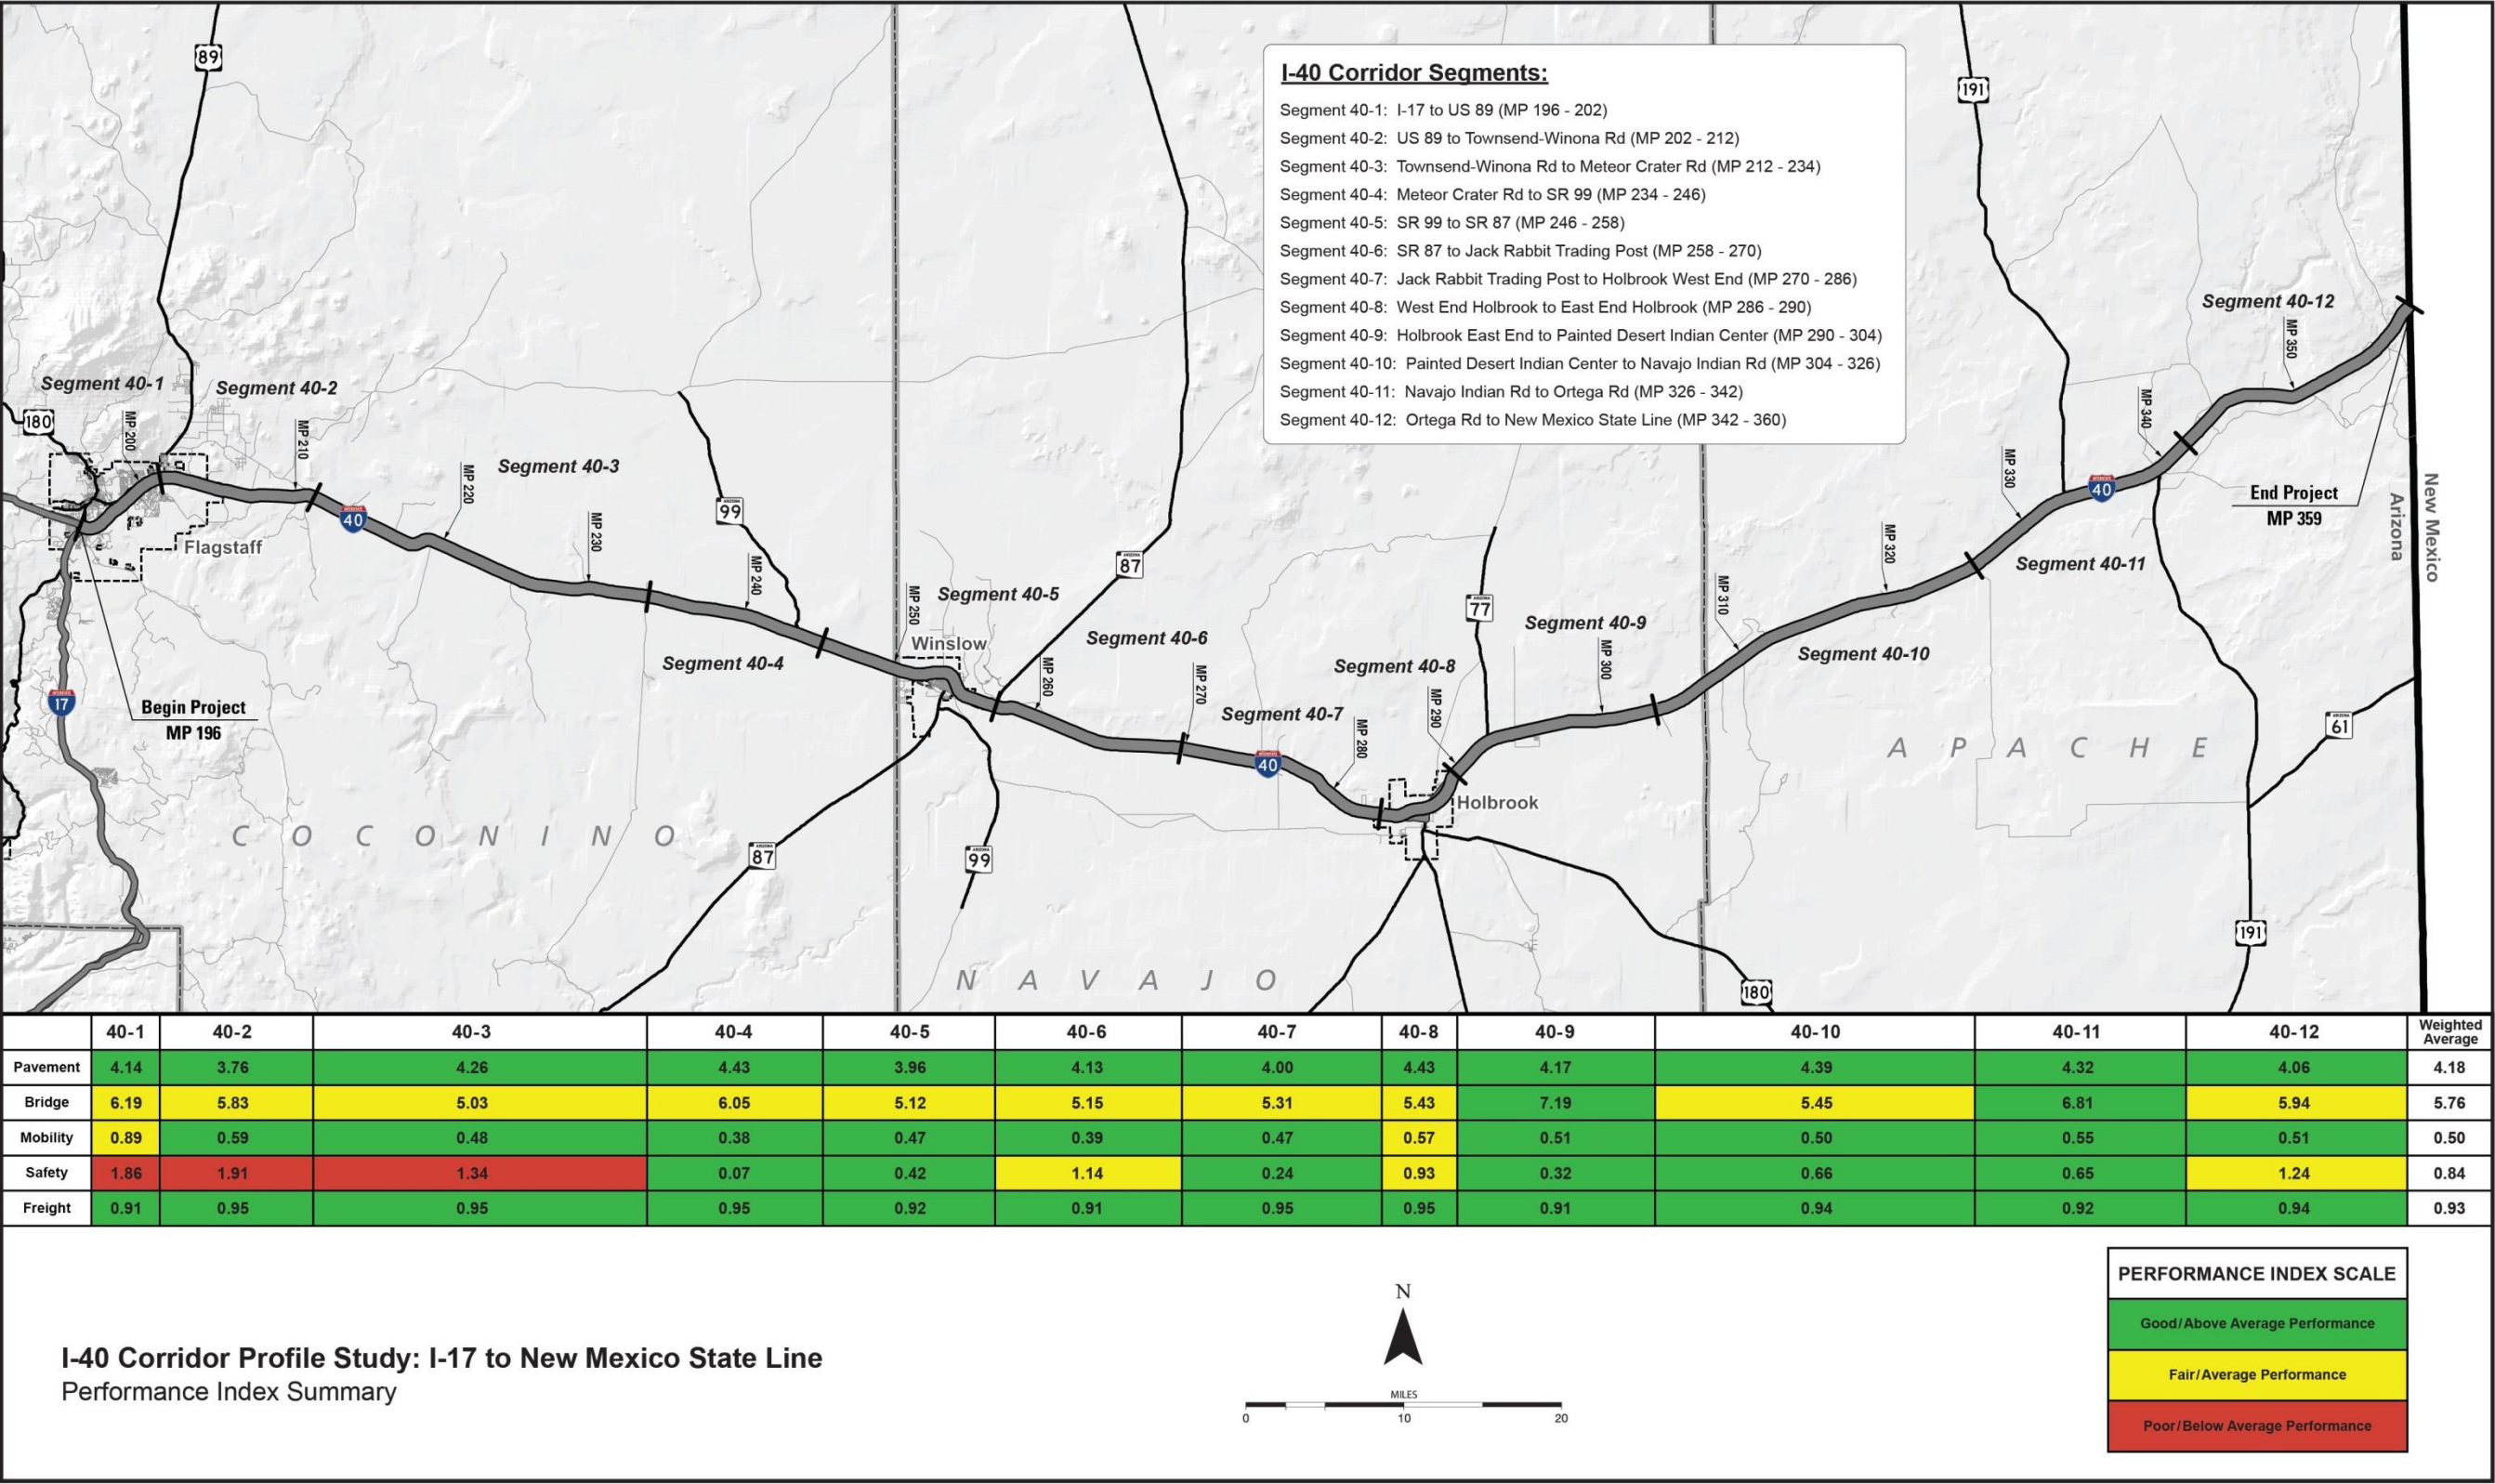 89
191
I-40 Corridor Segments:
Segment 40-1: I-17 to US 89 (MP 196 - 202)
Segment 40-2: US 89 to Townsend-Winona Rd (MP 202 - 212)
Segment 40-3: Townsend-Winona Rd to Meteor Crater Rd (MP 212 - 234)
Segment 40-4: Meteor Crater Rd to SR 99 (MP 234 - 246)
Segment 40-5: SR 99 to SR 87 (MP 246 - 258)
Segment 40-6: SR 87 to Jack Rabbit Trading Post (MP 258 - 270)
Segment 40-7: Jack Rabbit Trading Post to Holbrook West End (MP 270 - 286)
Segment 40-8: West End Holbrook to East End Holbrook (MP 286 - 290)
Segment 40-9: Holbrook East End to Painted Desert Indian Center (MP 290 - 304)
Segment 40-10: Painted Desert Indian Center to Navajo Indian Rd (MP 304 - 326)
Segment 40-11: Navajo Indian Rd to Ortega Rd (MP 326 - 342)
Segment 40-12: Ortega Rd to New Mexico State Line (MP 342 - 360)
Segment 40-12
MP 350
Segment 40-1
Segment 40-2
180
MP 200
MP 210
MP 340
Segment 40-3
MP 220
MP 330
INTERSTATE
40
End Project
MP 359
Arizona
New Mexico
ARIZONA
99
INTERSTATE
40
Flagstaff
MP 230
MP 240
MP 320
ARIZONA
87
Segment 40-11
MP 250
Segment 40-5
MP 310
ARIZONA
77
Segment 40-9
Winslow
Segment 40-6
MP 300
Segment 40-10
Segment 40-4
Segment 40-8
MP 260
MP 270
MP 290
INTERSTATE
17
Begin Project
MP 196
Segment 40-7
MP 280
ARIZONA
61
APACHE
INTERSTATE
40
Holbrook
COCONINO
ARIZONA
87
ARIZONA
99
191
NAVAJO
180
40-1 40-2 40-3 40-4 40-5 40-6 40-7 40-8 40-9 40-10 40-11 40-12 Weighted Average
Pavement 4.14 3.76 4.26 4.43 3.96 4.13 4.00 4.43 4.17 4.39 4.32 4.06 4.18
Bridge 6.19 5.83 5.03 6.05 5.12 5.15 5.31 5.43 7.19 5.45 6.81 5.94 5.76
Mobility 0.89 0.59 0.48 0.38 0.47 0.39 0.47 0.57 0.51 0.50 0.55 0.51 0.50
Safety 1.86 1.91 1.34 0.07 0.42 1.14 0.24 0.93 0.32 0.66 0.65 1.24 0.84
Freight 0.91 0.95 0.95 0.95 0.92 0.91 0.95 0.95 0.91 0.94 0.92 0.94 0.93
PERFORMANCE INDEX SCALE
Good/Above Average Performance
Fair/Average Performance
Poor/Below Average Performance
N
MILES
0 10 20
I-40 Corridor Profile Study: I-17 to New Mexico State Line
Performance Index Summary